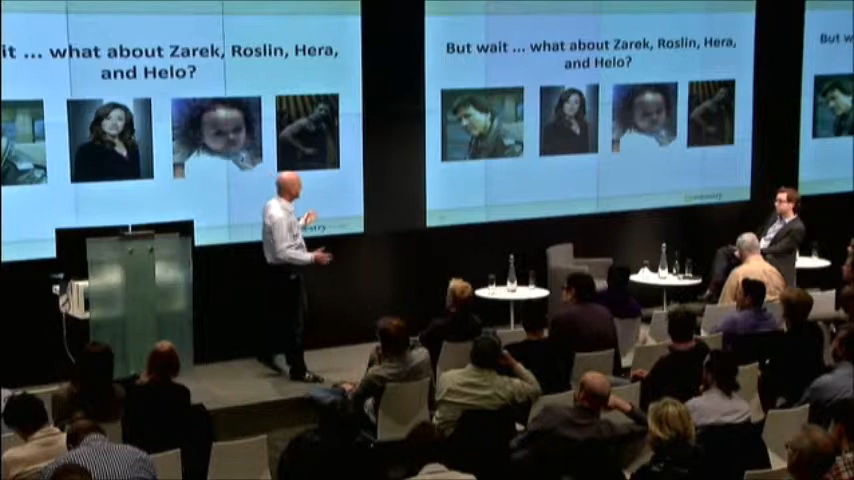 it ... what about Zarek, Roslin, Hera,
and Helo?
But wait ... what about Zarek, Roslin, Hera,
and Helo?
But w